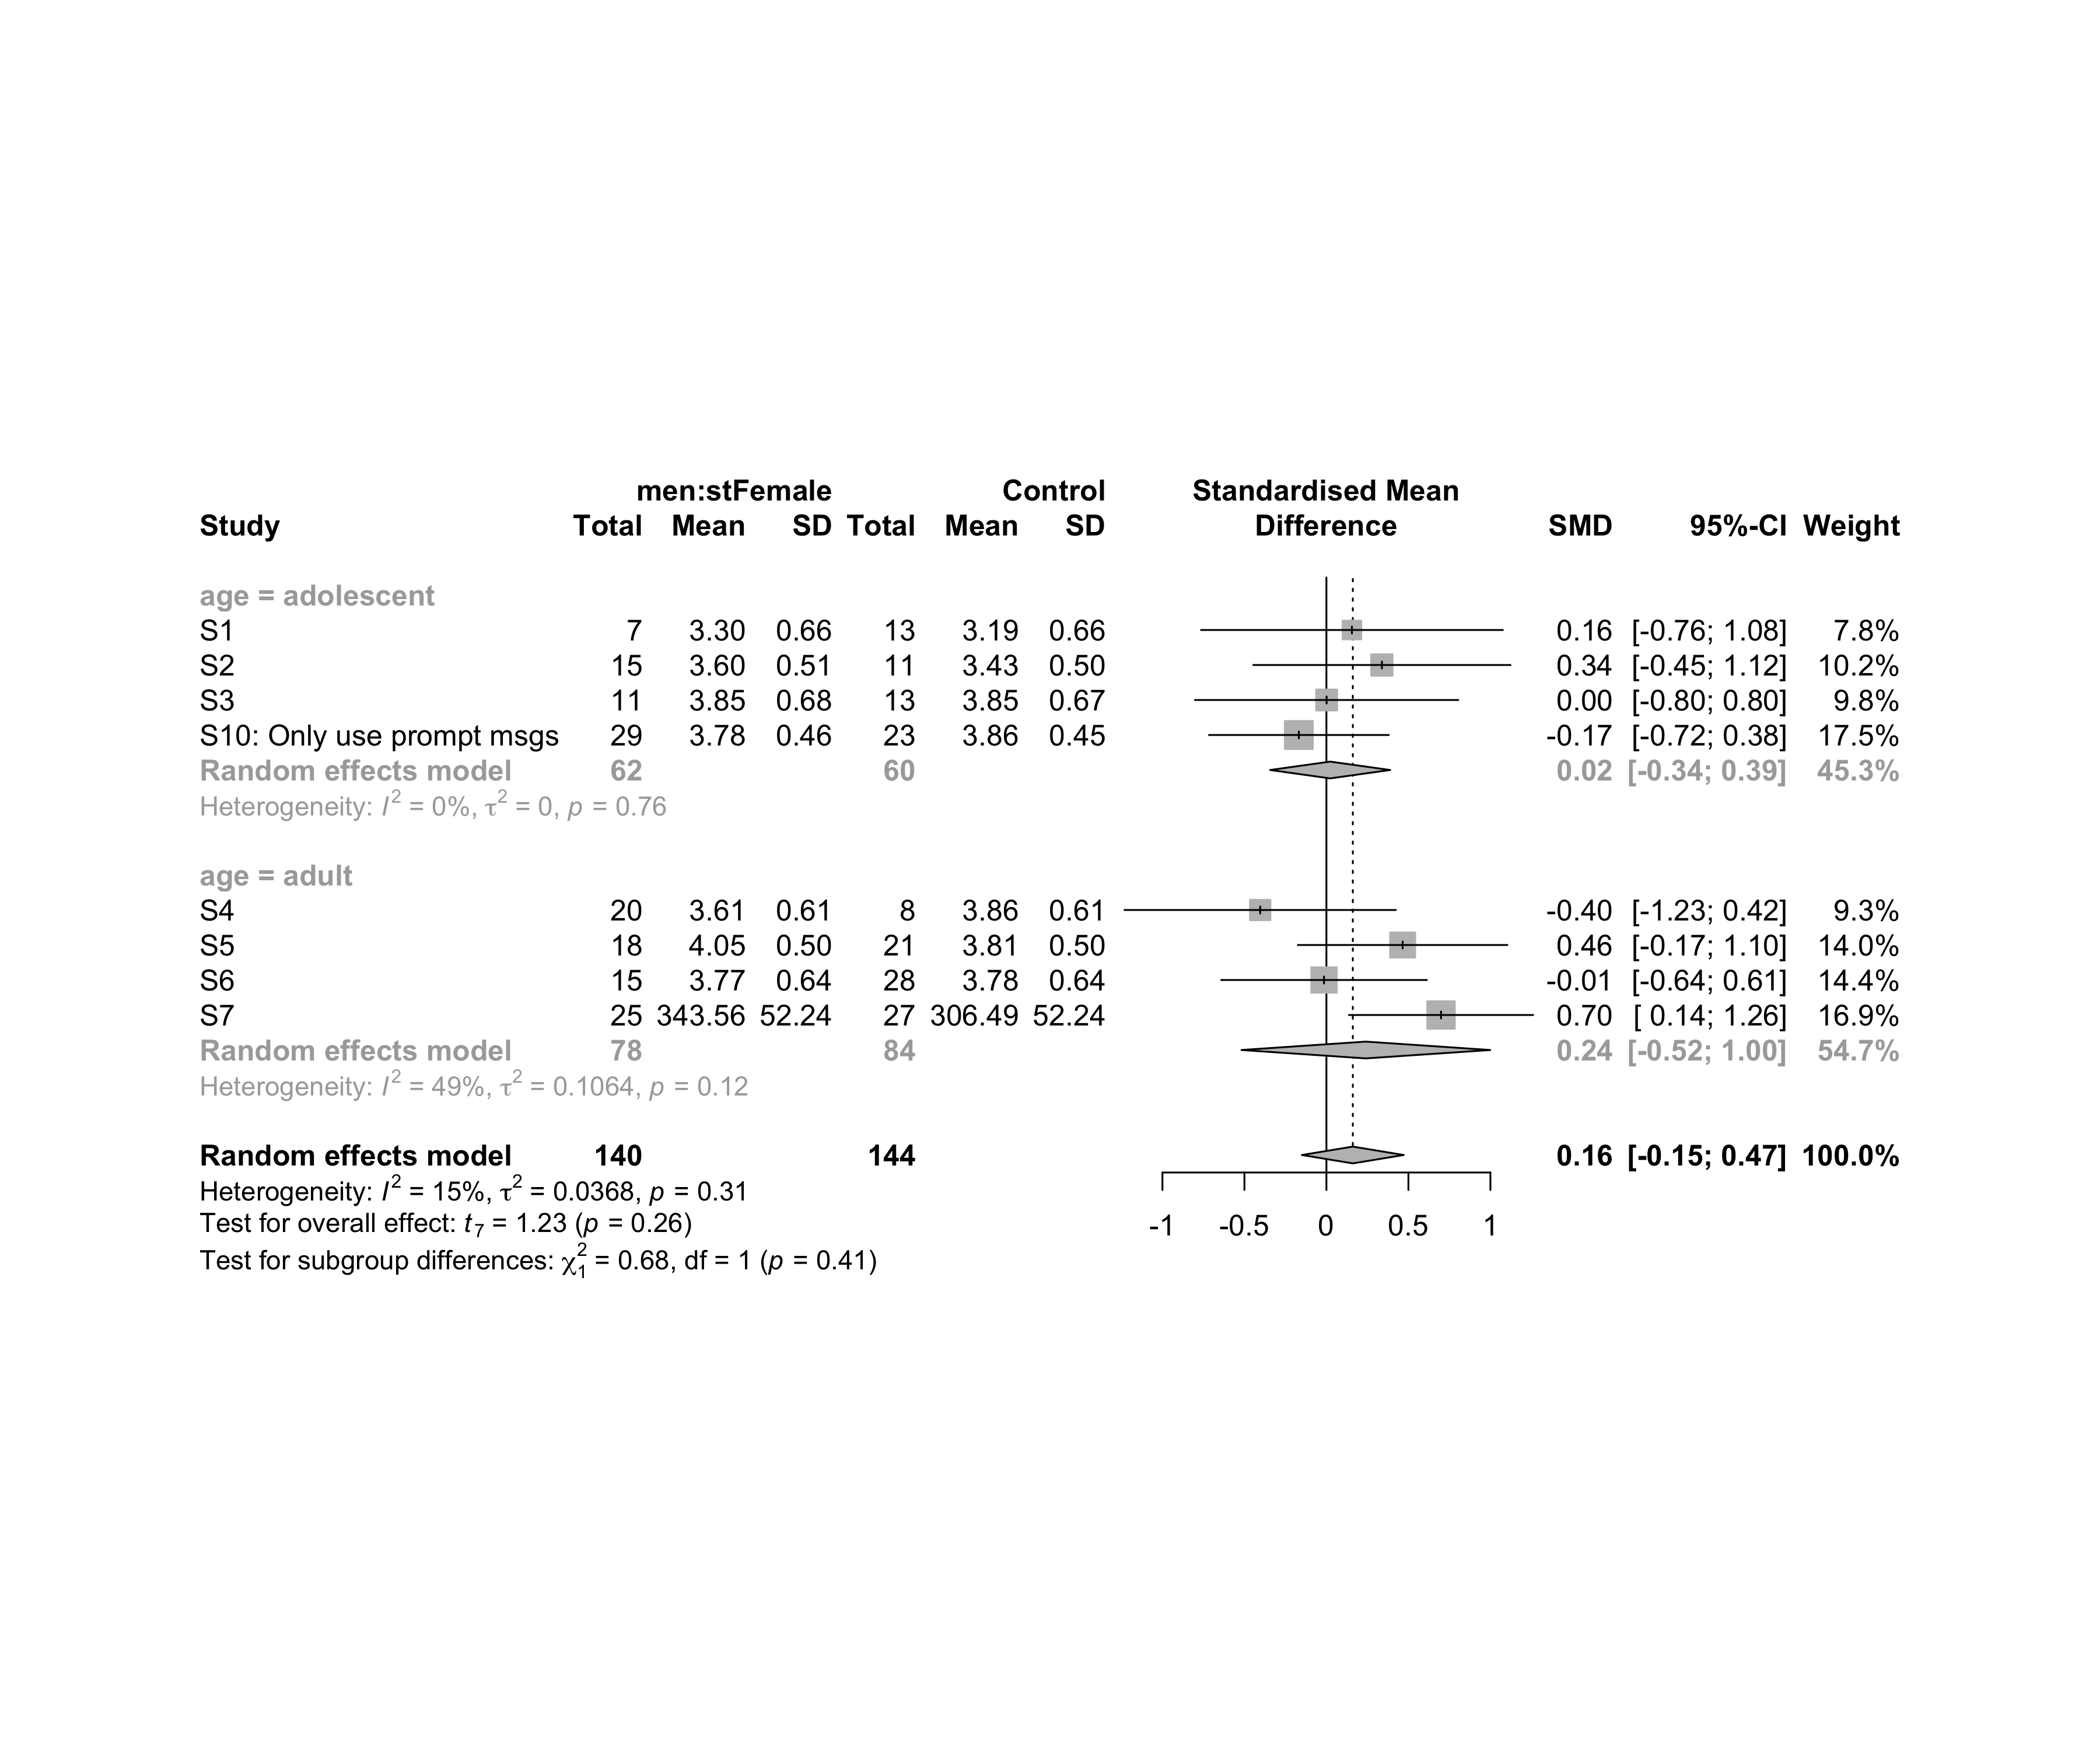 men:stFemale Control Standardised Mean
Study Total Mean SD Total Mean SD Difference SMD 95%-CI Weight
age = adolescent
S1 7 3.30 0.66 13 3.19 0.66 0.16 [-0.76; 1.08] 7.8%
S2 15 3.60 0.51 11 3.43 0.50 0.34 [-0.45; 1.12] 10.2%
S3 11 3.85 0.68 13 3.85 0.67 0.00 [-0.80; 0.80] 9.8%
S10: Only use prompt msgs 29 3.78 0.46 23 3.86 0.45 -0.17 [-0.72; 0.38] 17.5%
Random effects model 62 60 0.02 [-0.34; 0.39] 45.3%
Heterogeneity: I² = 0%, τ² = 0, p = 0.76
age = adult
S4 20 3.61 0.61 8 3.86 0.61 -0.40 [-1.23; 0.42] 9.3%
S5 18 4.05 0.50 21 3.81 0.50 0.46 [-0.17; 1.10] 14.0%
S6 15 3.77 0.64 28 3.78 0.64 -0.01 [-0.64; 0.61] 14.4%
S7 25 343.56 52.24 27 306.49 52.24 0.70 [ 0.14; 1.26] 16.9%
Random effects model 78 84 0.24 [-0.52; 1.00] 54.7%
Heterogeneity: I² = 49%, τ² = 0.1064, p = 0.12
Random effects model 140 144 0.16 [-0.15; 0.47] 100.0%
Heterogeneity: I² = 15%, τ² = 0.0368, p = 0.31
Test for overall effect: t₇ = 1.23 (p = 0.26)
-1 -0.5 0 0.5 1
Test for subgroup differences: χ₁² = 0.68, df = 1 (p = 0.41)